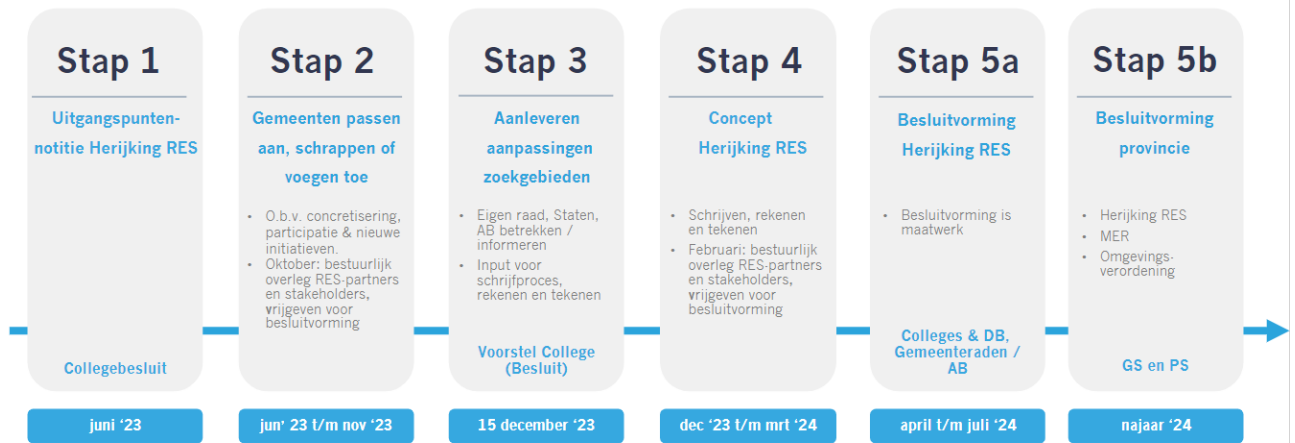 Stap 1
Uitgangspunten-
notitie Herijking RES
Collegebesluit
juni ‘23
Stap 2
Gemeenten passen
aan, schrappen of
voegen toe
• O.b.v. concretisering,
participatie & nieuwe
initiatieven.
• Oktober: bestuurlijk
overleg RES-partners
en stakeholders,
vrijgeven voor
besluitvorming
jun’ 23 t/m nov ‘23
Stap 3
Aanleveren
aanpassingen
zoekgebieden
• Eigen raad, Staten,
AB betrekken /
informeren
• Input voor
schrijfproces,
rekenen en tekenen
Voorstel College
(Besluit)
15 december ‘23
Stap 4
Concept
Herijking RES
• Schrijven, rekenen
en tekenen
• Februari: bestuurlijk
overleg RES-partners
en stakeholders,
vrijgeven voor
besluitvorming
dec ‘23 t/m mrt ‘24
Stap 5a
Besluitvorming
Herijking RES
• Besluitvorming is
maatwerk
Colleges & DB,
Gemeenteraden /
AB
april t/m juli ‘24
Stap 5b
Besluitvorming
provincie
• Herijking RES
• MER
• Omgevings-
verordening
GS en PS
najaar ‘24